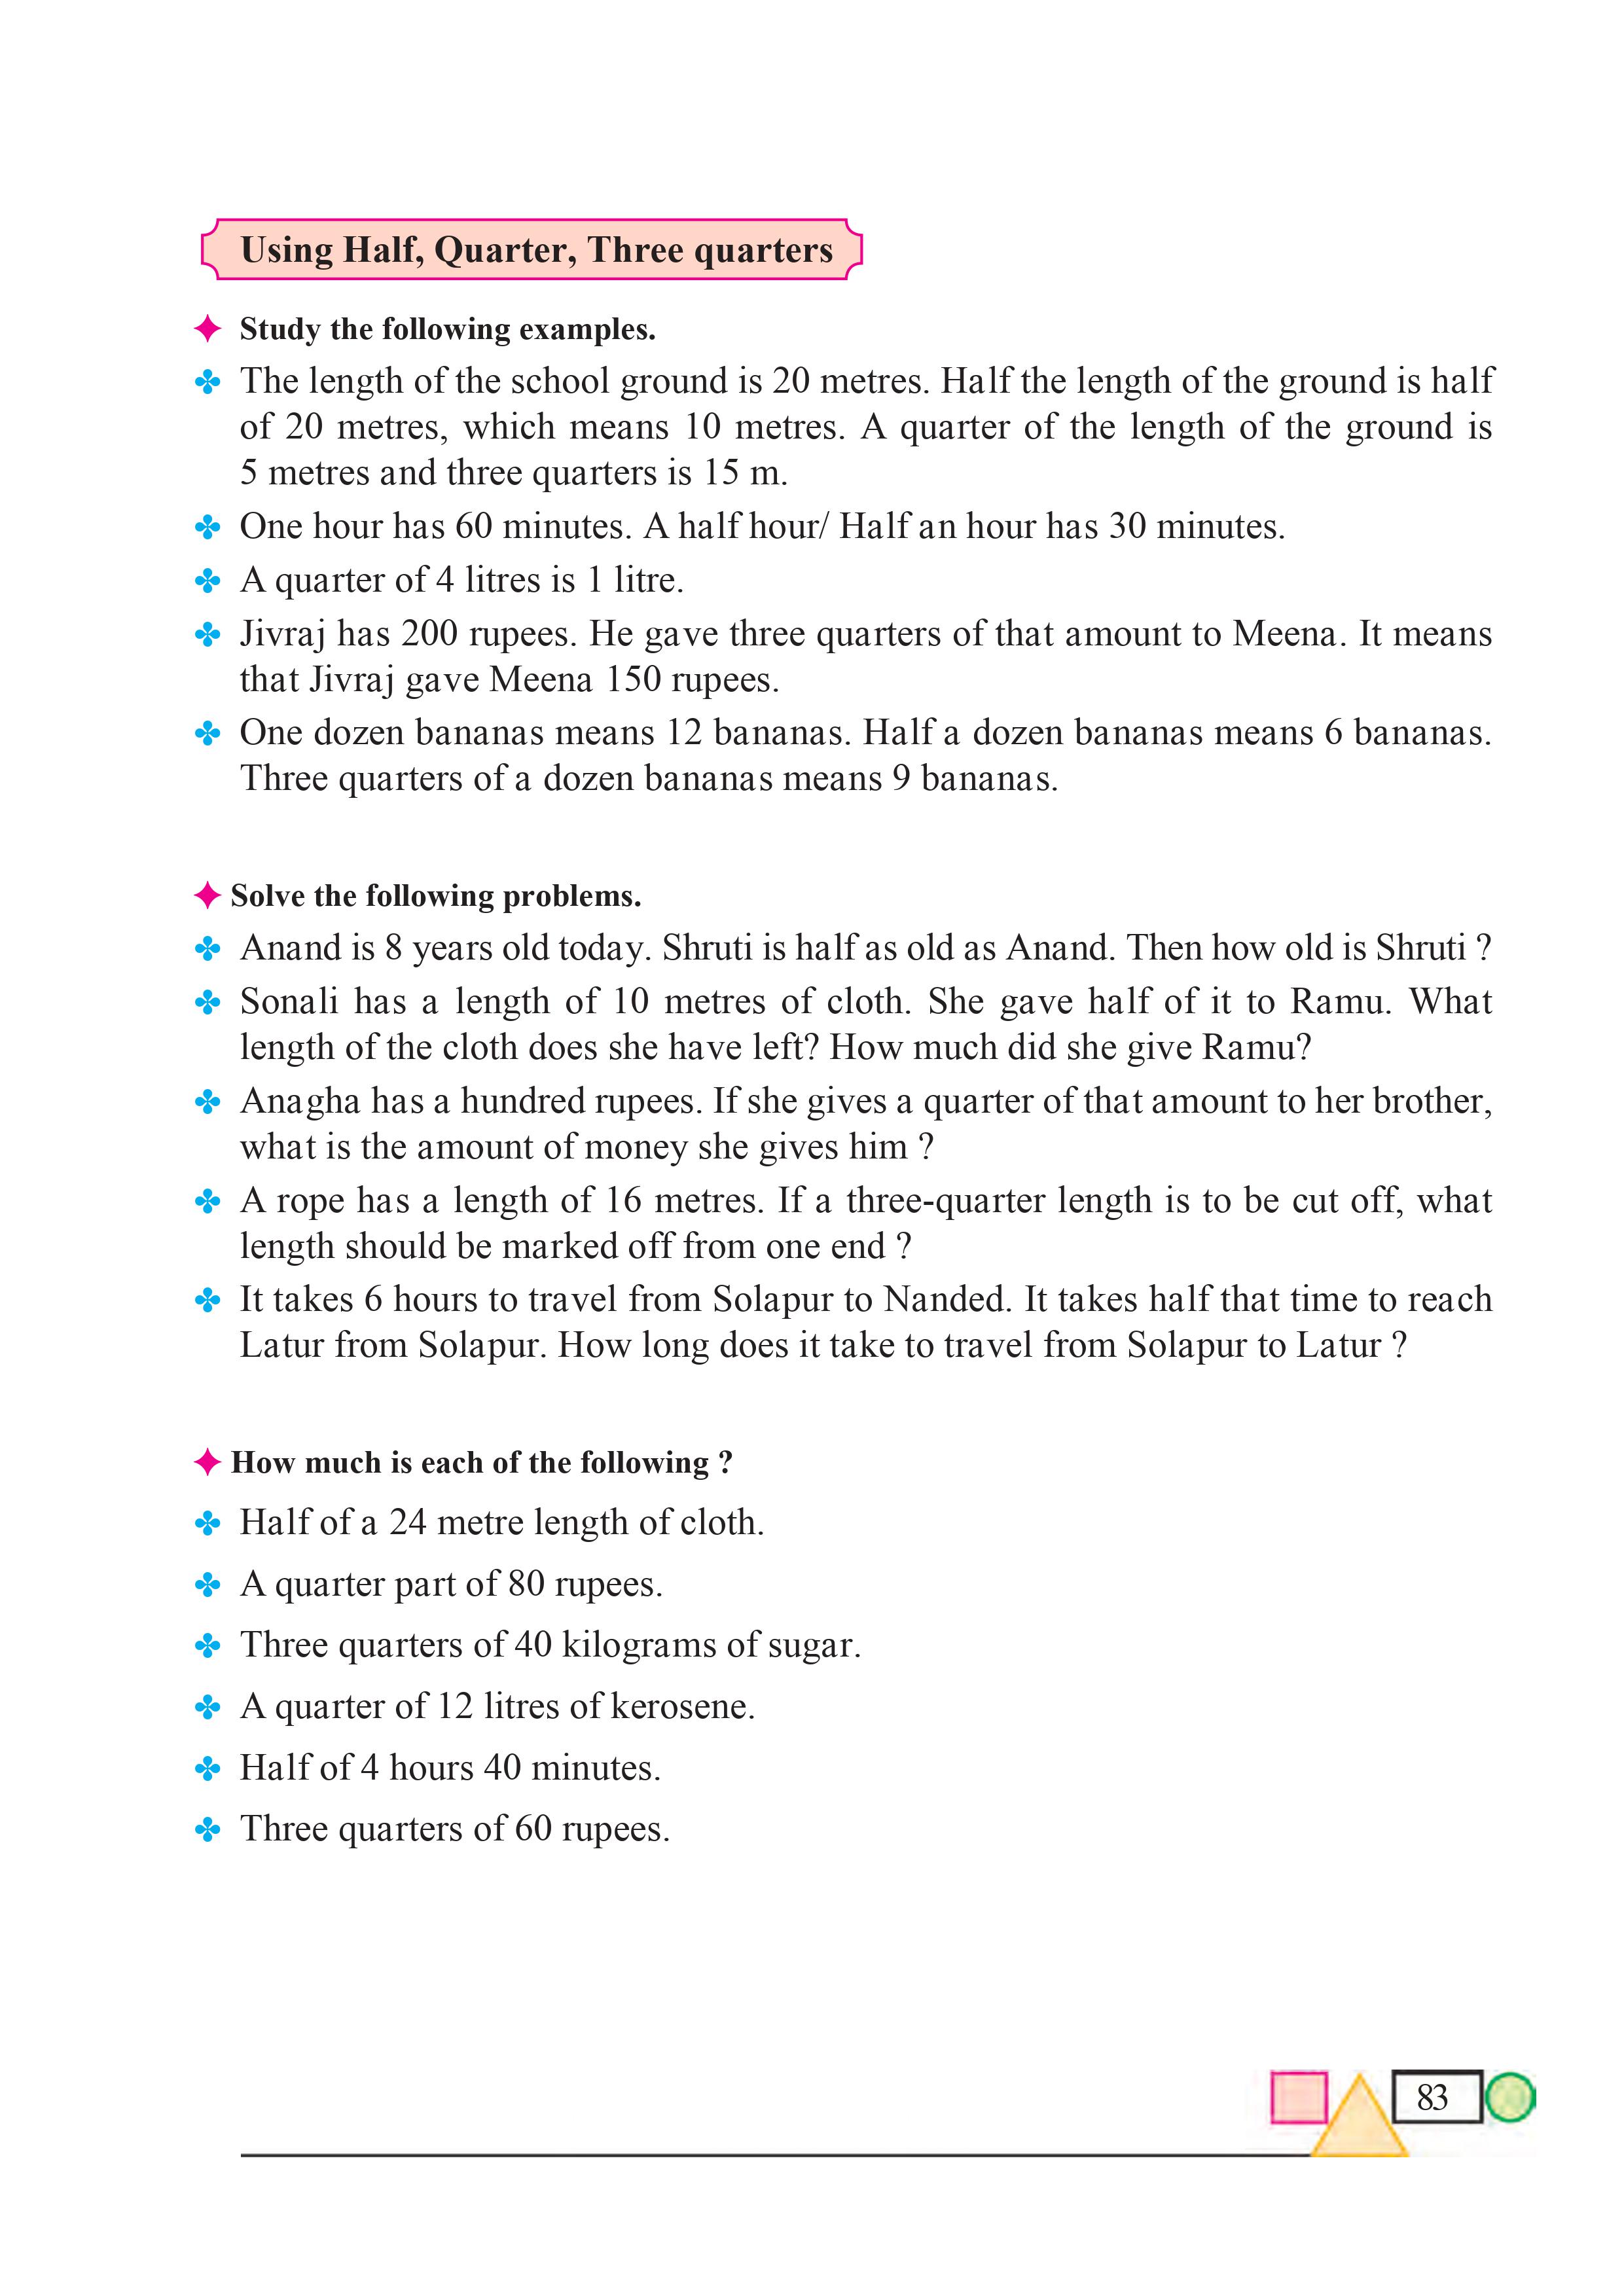 Using Half, Quarter, Three quarters
Study the following examples.
The length of the school ground is 20 metres. Half the length of the ground is half
of 20 metres, which means 10 metres. A quarter of the length of the ground is
5 metres and three quarters is 15 m.
One hour has 60 minutes. A half hour/ Half an hour has 30 minutes.
A quarter of 4 litres is 1 litre.
Jivraj has 200 rupees. He gave three quarters of that amount to Meena. It means
that Jivraj gave Meena 150 rupees.
One dozen bananas means 12 bananas. Half a dozen bananas means 6 bananas.
Three quarters of a dozen bananas means 9 bananas.
Solve the following problems.
Anand is 8 years old today. Shruti is half as old as Anand. Then how old is Shruti ?
Sonali has a length of 10 metres of cloth. She gave half of it to Ramu. What
length of the cloth does she have left? How much did she give Ramu?
Anagha has a hundred rupees. If she gives a quarter of that amount to her brother,
what is the amount of money she gives him ?
A rope has a length of 16 metres. If a three-quarter length is to be cut off, what
length should be marked off from one end ?
It takes 6 hours to travel from Solapur to Nanded. It takes half that time to reach
Latur from Solapur. How long does it take to travel from Solapur to Latur ?
How much is each of the following ?
Half of a 24 metre length of cloth.
A quarter part of 80 rupees.
Three quarters of 40 kilograms of sugar.
A quarter of 12 litres of kerosene.
Half of 4 hours 40 minutes.
Three quarters of 60 rupees.
83